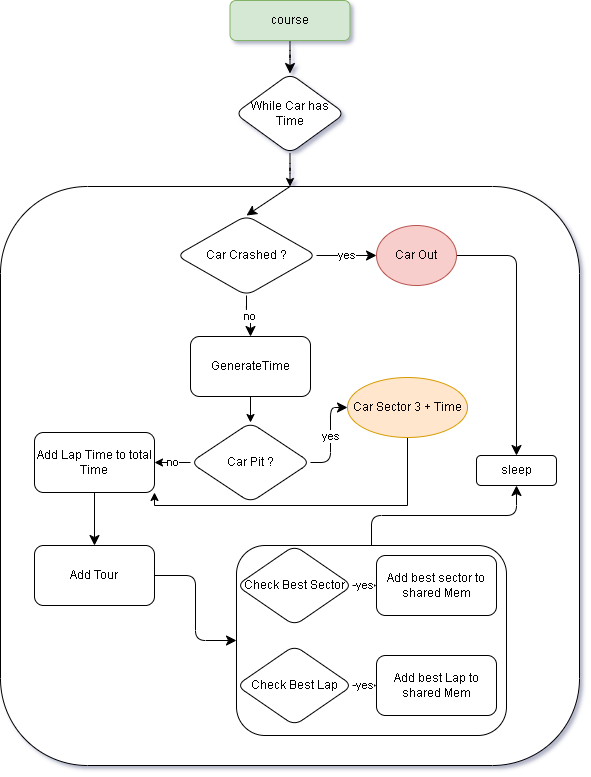 course
While Car has
Time
Car Crashed ?
yes
Car Out
no
GenerateTime
Car Sector 3 + Time
yes
Car Pit ?
no
Add Lap Time to total
Time
sleep
Add Tour
Check Best Sector
yes
Add best sector to
shared Mem
Check Best Lap
yes
Add best Lap to
shared Mem